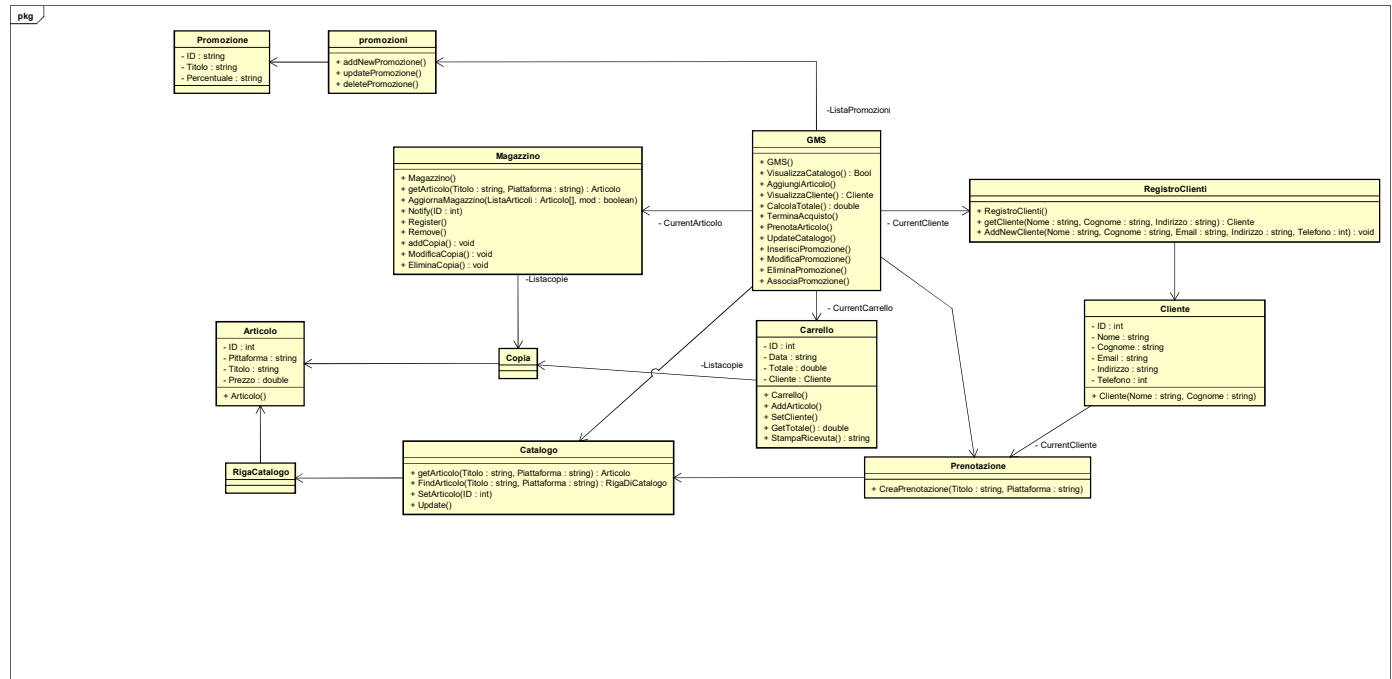 pkg
Promozione
- ID : string
- Titolo : string
- Percentuale : string
promozioni
+ addNewPromozione()
+ updatePromozione()
+ deletePromozione()
-ListaPromozioni
GMS
+ GMS()
+ VisualizzaCatalogo() : Bool
+ AggiungiArticolo()
+ VisualizzaCliente() : Cliente
+ CalcolaTotale() : double
+ TerminaAcquisto()
+ PrenotaArticolo()
+ UpdateCatalogo()
+ InserisciPromozione()
+ ModificaPromozione()
+ EliminaPromozione()
+ AssociaPromozione()
Magazzino
+ Magazzino()
+ getArticolo(Titolo : string, Piattaforma : string) : Articolo
+ AggiornaMagazzino(ListaArticoli : Articolo[], mod : boolean)
+ Notify(ID : int)
+ Register()
+ Remove()
+ addCopia() : void
+ ModificaCopia() : void
+ EliminaCopia() : void
- CurrentArticolo
- CurrentCliente
RegistroClienti
+ RegistroClienti()
+ getCliente(Nome : string, Cognome : string, Indirizzo : string) : Cliente
+ AddNewCliente(Nome : string, Cognome : string, Email : string, Indirizzo : string, Telefono : int) : void
-Listacopie
- CurrentCarrello
Cliente
- ID : int
- Nome : string
- Cognome : string
- Email : string
- Indirizzo : string
- Telefono : int
+ Cliente(Nome : string, Cognome : string)
Articolo
- ID : int
- Pittaforma : string
- Titolo : string
- Prezzo : double
+ Articolo()
Copia
-Listacopie
Carrello
- ID : int
- Data : string
- Totale : double
- Cliente : Cliente
+ Carrello()
+ AddArticolo()
+ SetCliente()
+ GetTotale() : double
+ StampaRicevuta() : string
- CurrentCliente
RigaCatalogo
Catalogo
+ getArticolo(Titolo : string, Piattaforma : string) : Articolo
+ FindArticolo(Titolo : string, Piattaforma : string) : RigaDiCatalogo
+ SetArticolo(ID : int)
+ Update()
Prenotazione
+ CreaPrenotazione(Titolo : string, Piattaforma : string)